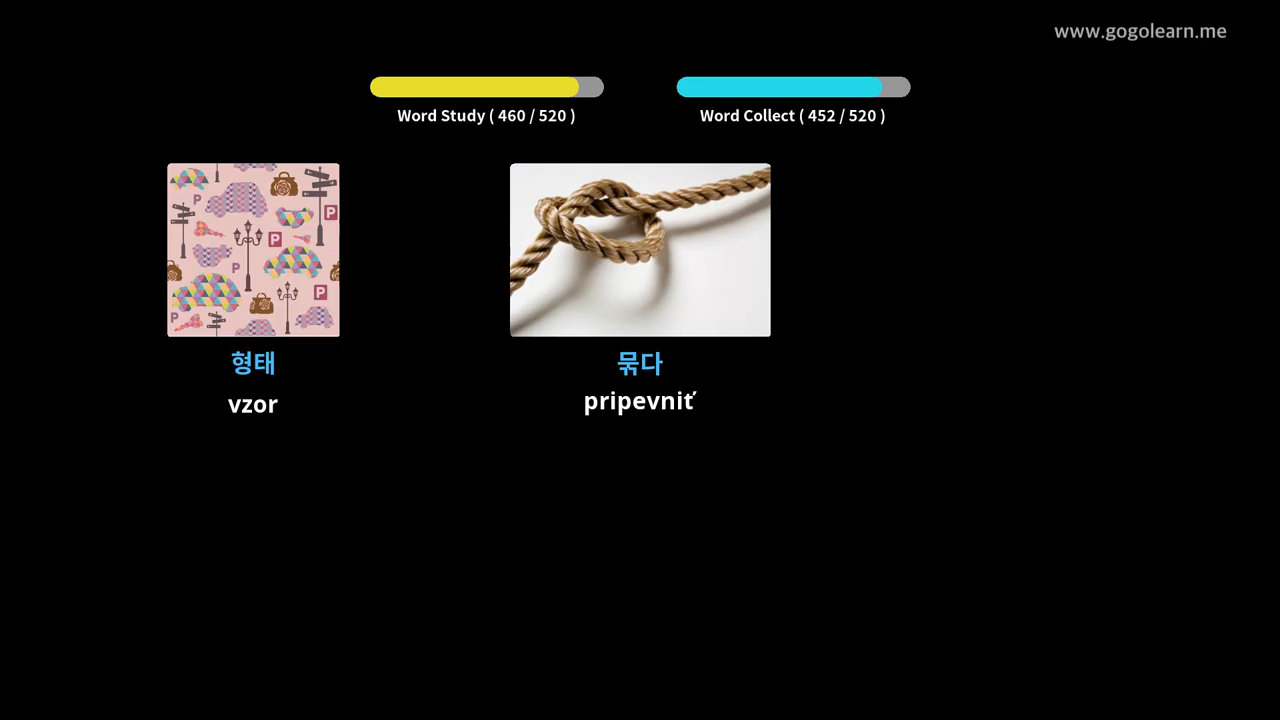 www.gogolearn.me
Word Study ( 460 / 520 )
Word Collect ( 452 / 520 )
P
P
P
P
P
P
형태
묶다
vzor
pripevniť